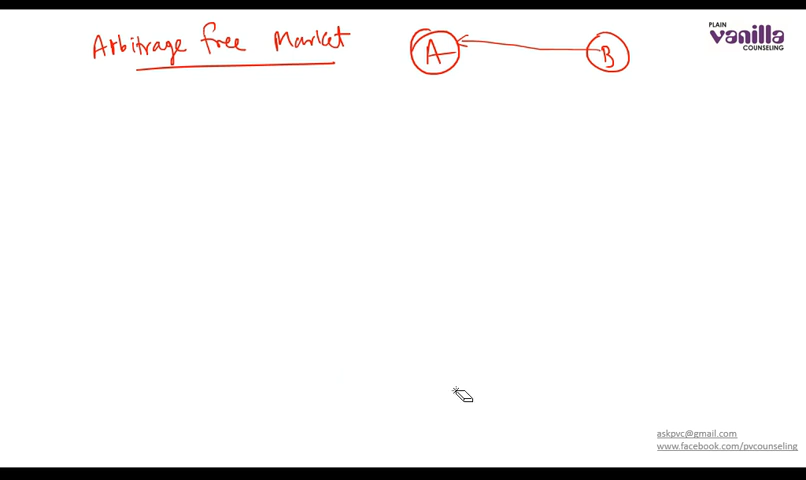 Arbitrage free Market
A
B
PLAIN
vanilla
COUNSELING
askpvc@gmail.com
www.facebook.com/pvcounseling